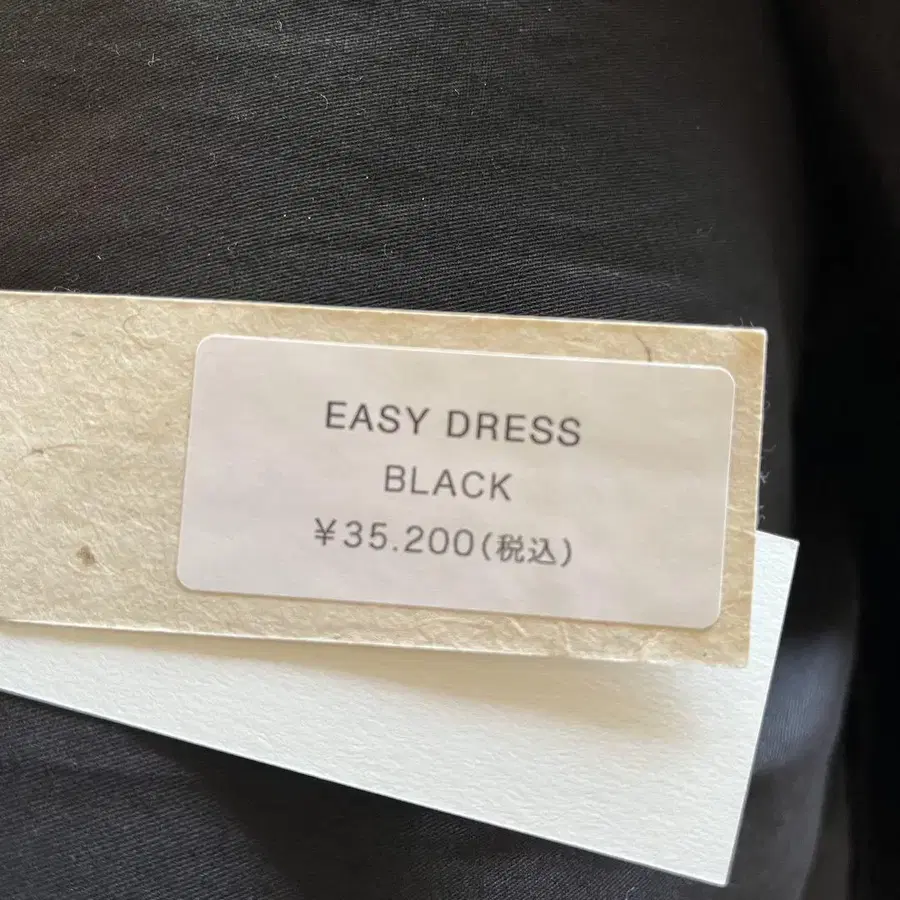 EASY DRESS
BLACK
¥35.200(税込)